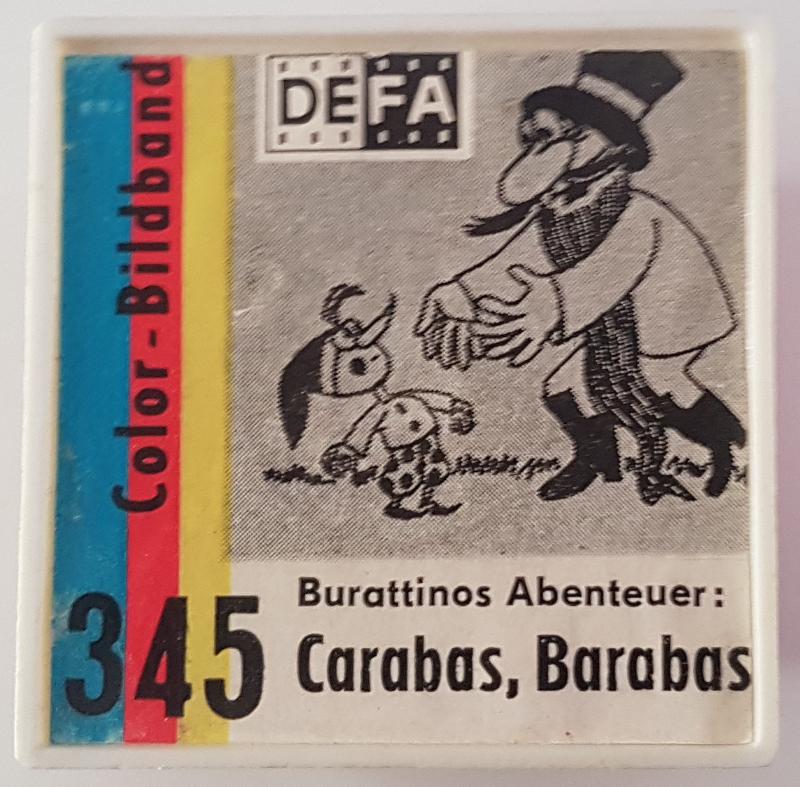 DEFA
Color-Bildband
345
Burattinos Abenteuer:
Carabas, Barabas